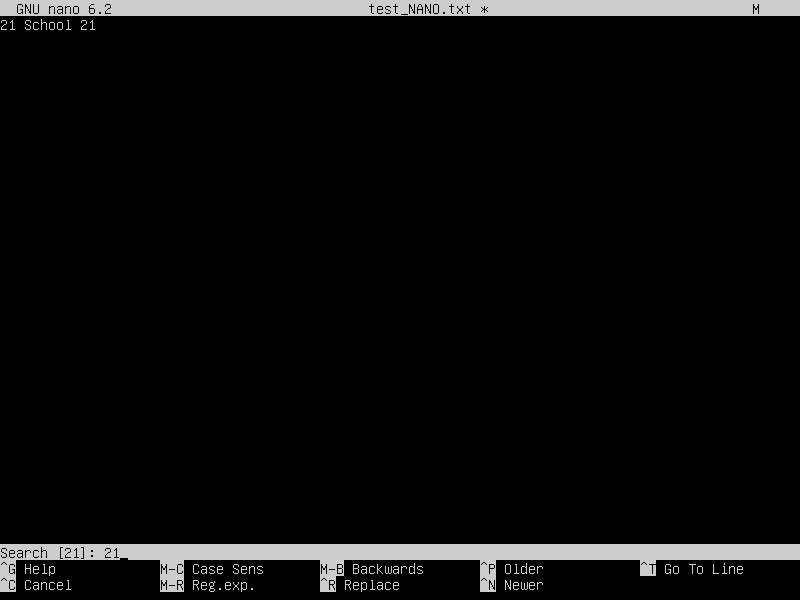 GNU nano 6.2 test_NANO.txt * M
21 School 21
Search [21]: 21_
^G Help M-C Case Sens M-B Backwards ^P Older ^T Go To Line
^C Cancel M-R Reg.exp. ^R Replace ^N Newer